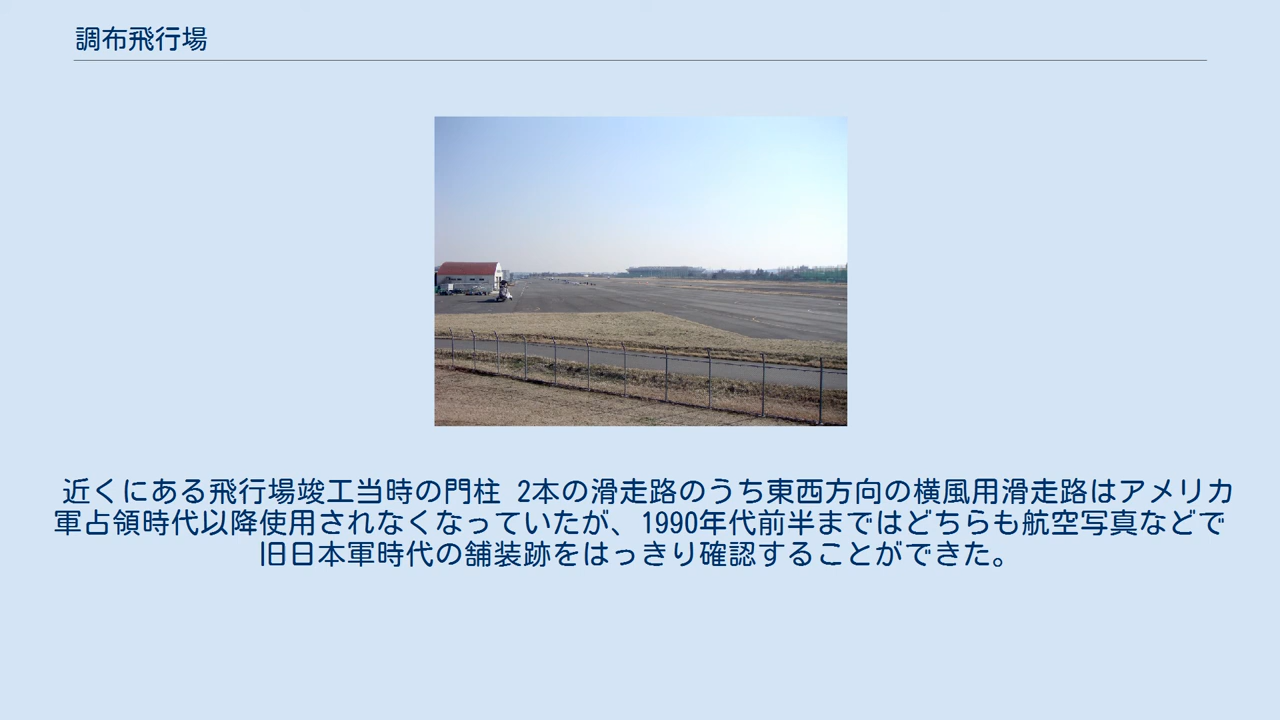 調布飛行場
近くにある飛行場竣工当時の門柱 2本の滑走路のうち東西方向の横風用滑走路はアメリカ
軍占領時代以降使用されなくなっていたが、1990年代前半まではどちらも航空写真などで
旧日本軍時代の舗装跡をはっきり確認することができた。